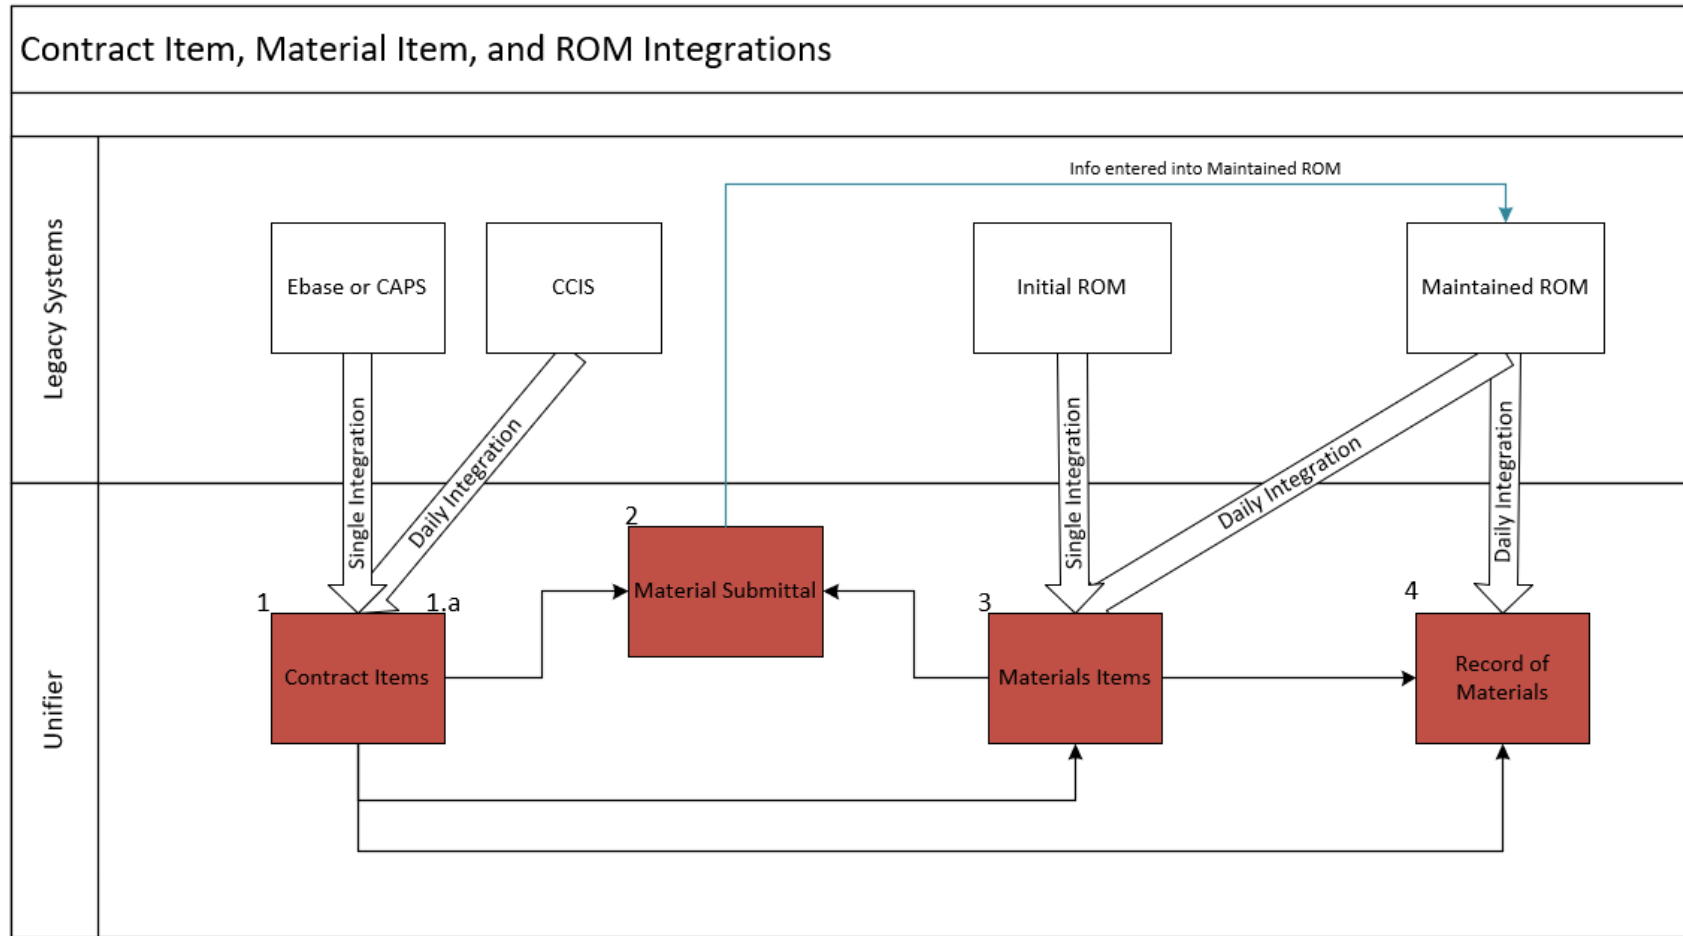 Contract Item, Material Item, and ROM Integrations
Legacy Systems
Info entered into Maintained ROM
Ebase or CAPS
CCIS
Initial ROM
Maintained ROM
Single Integration
Daily Integration
Single Integration
Daily Integration
Daily Integration
Unifier
1
1.a
2
3
4
Contract Items
Material Submittal
Materials Items
Record of
Materials